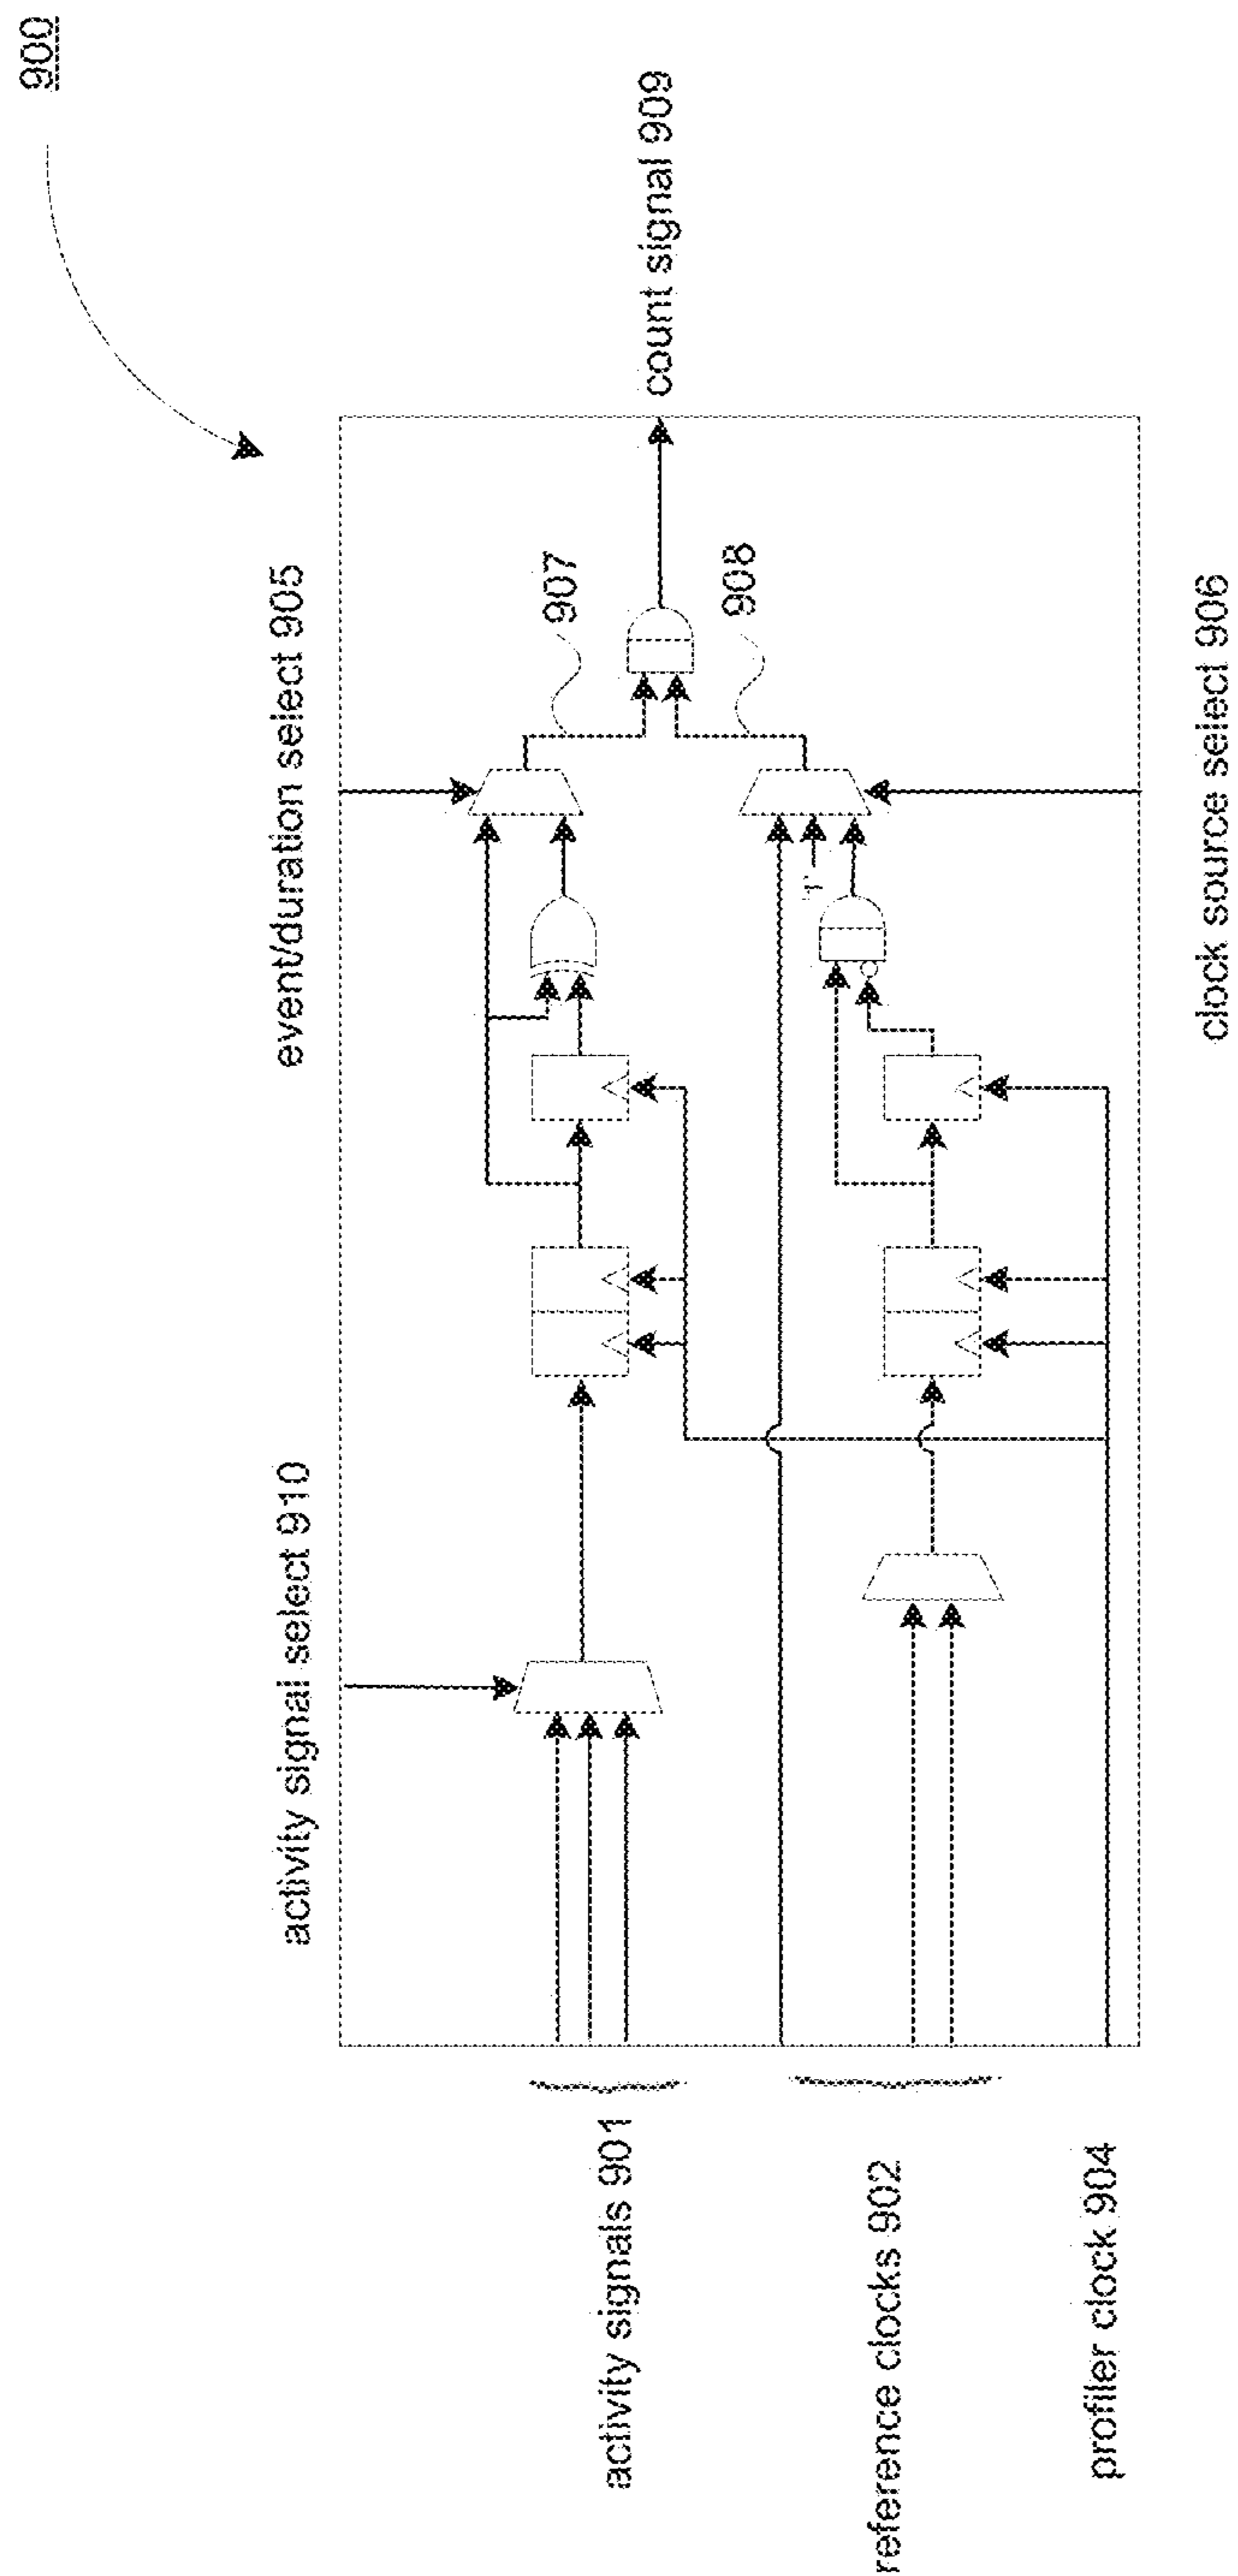 900
activity signal select 910
event/duration select 905
activity signals 901
reference clocks 902
profiler clock 904
907
908
count signal 909
clock source select 906